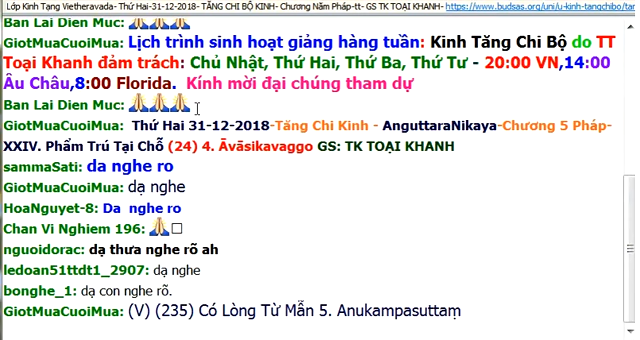 Lớp Kinh Tạng Vietheravada- Thứ Hai-31-12-2018- TĂNG CHI BỘ KINH- Chương Năm Pháp-tt- GS TK TOẠI KHANH- https://www.budsas.org/uni/u-kinh-tangchibo/tan
Ban Lai Dien Muc: 🙏🙏🙏
GiotMuaCuoiMua: Lịch trình sinh hoạt giảng hàng tuần: Kinh Tăng Chi Bộ do TT
Toại Khanh đảm trách: Chủ Nhật, Thứ Hai, Thứ Ba, Thứ Tư - 20:00 VN,14:00
Âu Châu,8:00 Florida. Kính mời đại chúng tham dự
Ban Lai Dien Muc: 🙏🙏🙏
GiotMuaCuoiMua: Thứ Hai 31-12-2018-Tăng Chi Kinh - AnguttaraNikaya-Chương 5 Pháp-
XXIV. Phẩm Trú Tại Chỗ (24) 4. Āvāsikavaggo GS: TK TOẠI KHANH
sammaSati: da nghe ro
GiotMuaCuoiMua: dạ nghe
HoaNguyet-8: Da nghe ro
Chan Vi Nghiem 196: 🙏□
nguoidorac: dạ thưa nghe rõ ah
ledoan51ttdt1_2907: dạ nghe
bonghe_1: dạ con nghe rõ.
GiotMuaCuoiMua: (V) (235) Có Lòng Từ Mẫn 5. Anukampasuttaṃ